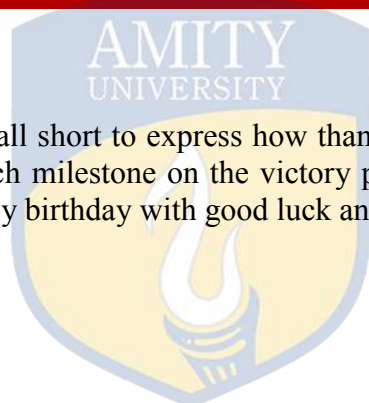 AMITY
UNIVERSITY
all short to express how than
ch milestone on the victory p
y birthday with good luck an